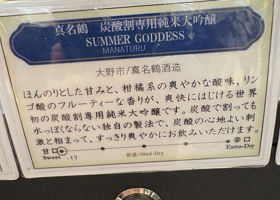 真名鶴　炭酸割専用純米大吟醸
SUMMER GODDESS
MANATURU
大野市/真名鶴酒造
ほんのりとした甘みと、柑橘系の爽やかな酸味、リン
ゴ酸のフルーティーな香りが、爽快にはじける世界
初の炭酸割専用純米大吟醸です。炭酸で割っても
水っぽくならない独自の製法で、炭酸の心地よい刺
激と相まって、すっきり爽やかにお飲みいただけます。
甘口 辛口
Sweet -17 普通/Med-Dry Extra-Dry